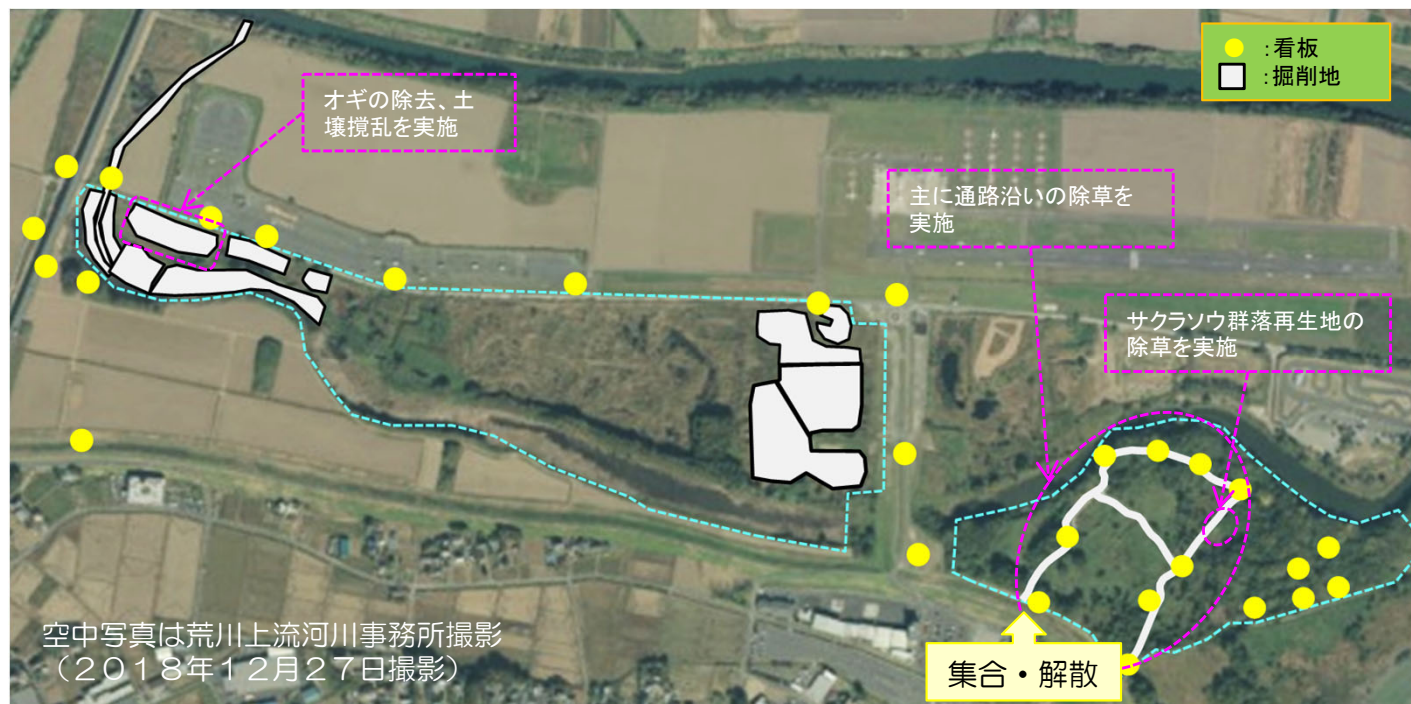 ：看板
：掘削地
オギの除去、土
壌撹乱を実施
主に通路沿いの除草を
実施
サクラソウ群落再生地の
除草を実施
空中写真は荒川上流河川事務所撮影
（２０１８年１２月２７日撮影）
集合・解散